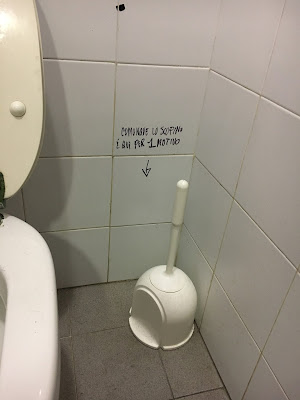 COMUNQUE LO SCOPINO
È QUI PER 1 MOTIVO